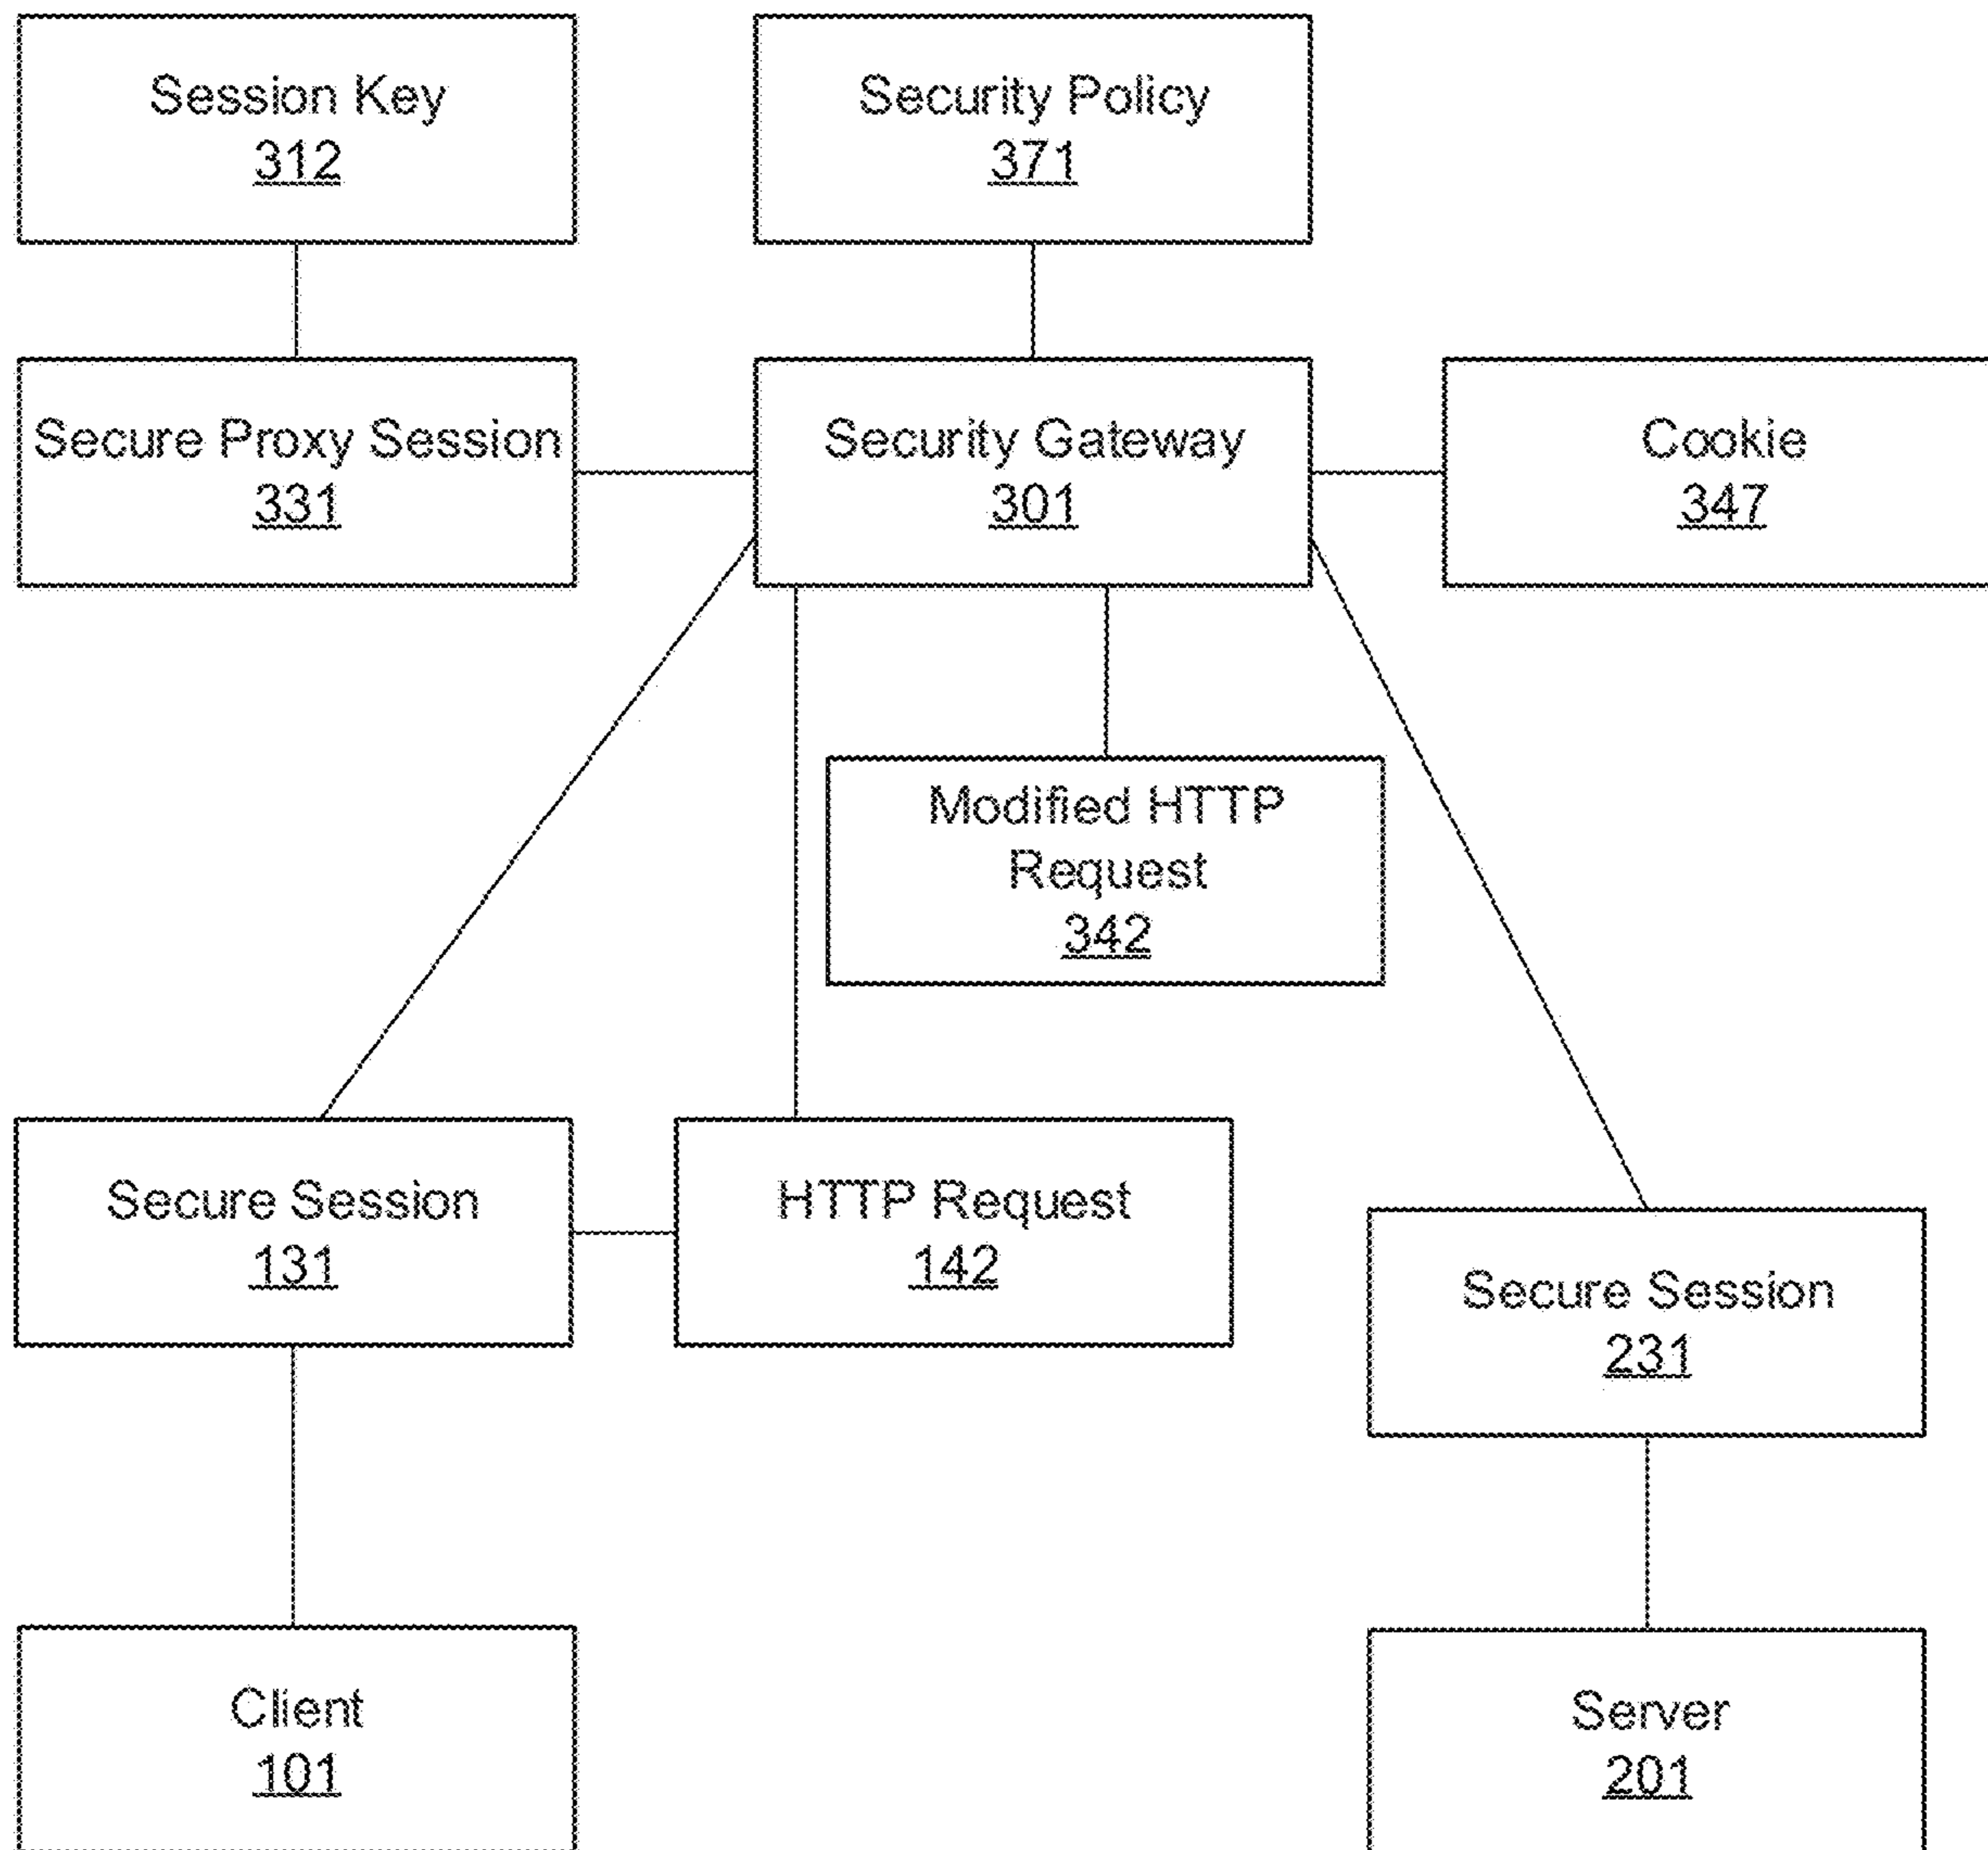 Session Key
312
Security Policy
371
Secure Proxy Session
331
Security Gateway
301
Cookie
347
Modified HTTP
Request
342
Secure Session
131
HTTP Request
142
Secure Session
231
Client
101
Server
201